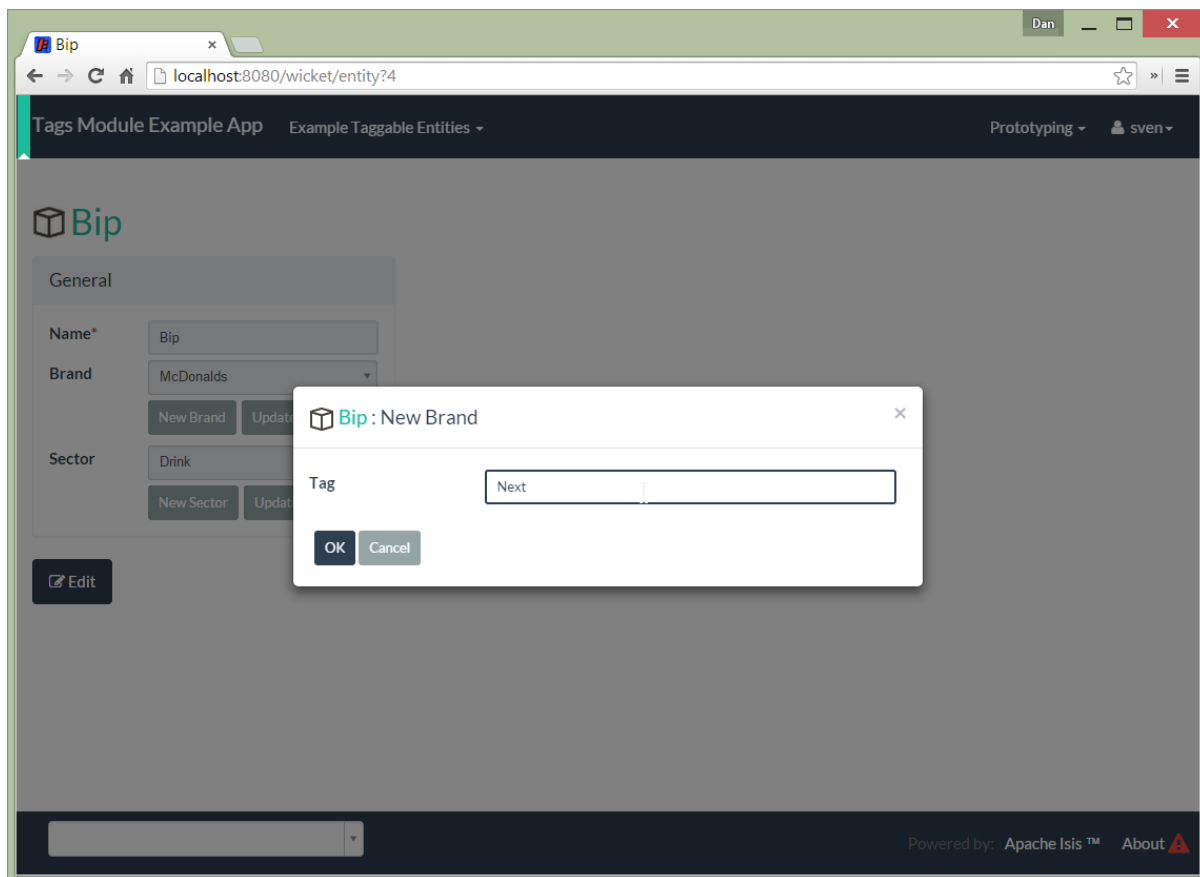 Dan
Bip
localhost:8080/wicket/entity?4
Tags Module Example App Example Taggable Entities Prototyping sven
Bip
General
Name* Bip
Brand McDonalds
New Brand Update
Bip : New Brand
Sector Drink
Tag Next
New Sector
OK Cancel
Edit
Powered by: Apache Isis ™ About